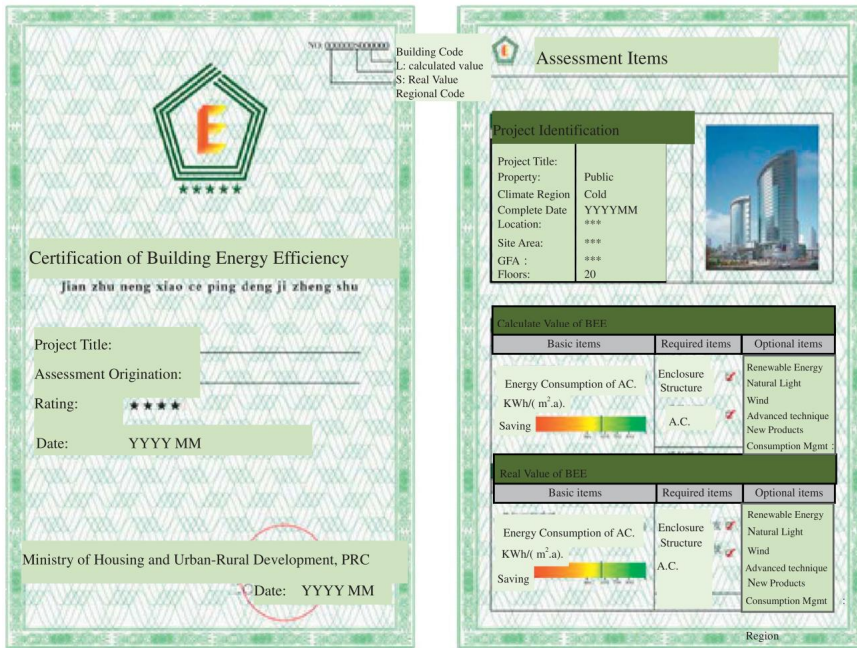 NO. 000000S000000
Building Code
L: calculated value
S: Real Value
Regional Code
E
Certification of Building Energy Efficiency
Jian zhu neng xiao ce ping deng ji zheng shu
Project Title:
Assessment Origination:
Rating: ★★★★
Date: YYYY MM
Ministry of Housing and Urban-Rural Development, PRC
Date: YYYY MM
E
Assessment Items
Project Identification
Project Title:
Property: Public
Climate Region Cold
Complete Date YYYYMM
Location: ***
Site Area: ***
GFA : ***
Floors: 20
Calculate Value of BEE
Basic items Required items Optional items
Energy Consumption of AC.
KWh/( m².a).
Saving
Enclosure
Structure
A.C.
Renewable Energy
Natural Light
Wind
Advanced technique
New Products
Consumption Mgmt :
Real Value of BEE
Basic items Required items Optional items
Energy Consumption of AC.
KWh/( m².a).
Saving
Enclosure
Structure
A.C.
Renewable Energy
Natural Light
Wind
Advanced technique
New Products
Consumption Mgmt :
Region